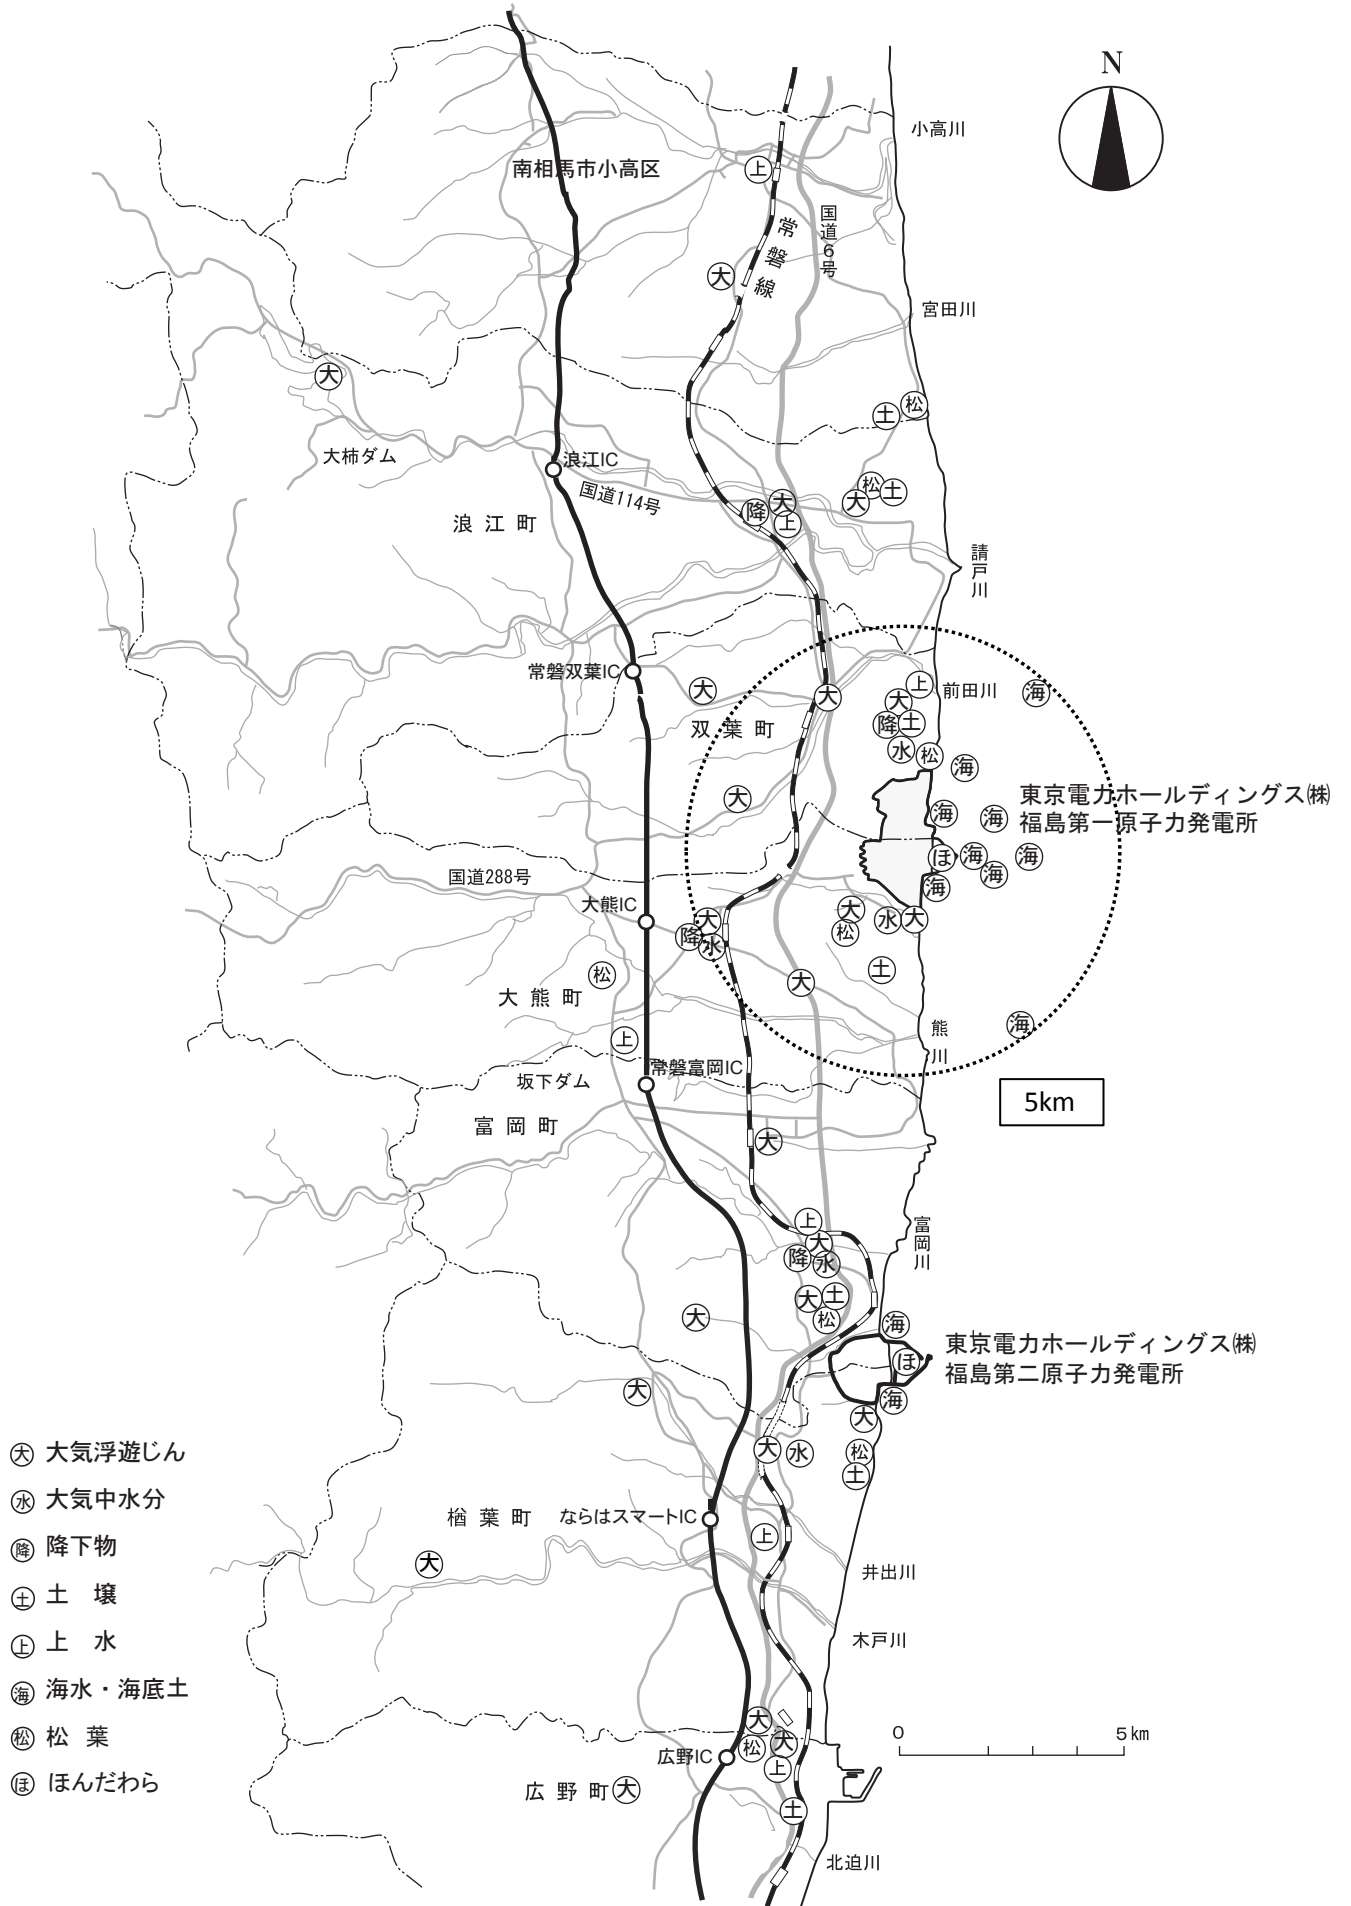 N
小高川
南相馬市小高区
上
国道6号
常磐線
大
宮田川
大
松
土
大柿ダム
浪江IC
国道114号
松
土
大
大
降
上
浪江町
請戸川
常磐双葉IC
大
大
上
前田川
海
大
降
土
双葉町
水
松
海
大
東京電力ホールディングス㈱
福島第一原子力発電所
海
海
ほ
海
海
海
海
国道288号
大熊IC
大
降
水
大
松
水
大
松
土
大
大熊町
海
熊川
上
常磐富岡IC
坂下ダム
5km
富岡町
大
上
大
降
水
富岡川
大
土
松
大
海
東京電力ホールディングス㈱
福島第二原子力発電所
ほ
大
海
大
大
水
松
土
楢葉町
ならはスマートIC
上
大
井出川
木戸川
大
松
大
上
広野IC
広野町
大
土
北迫川
0
5km
大 大気浮遊じん
水 大気中水分
降 降下物
土 土 壌
上 上 水
海 海水・海底土
松 松 葉
ほ ほんだわら